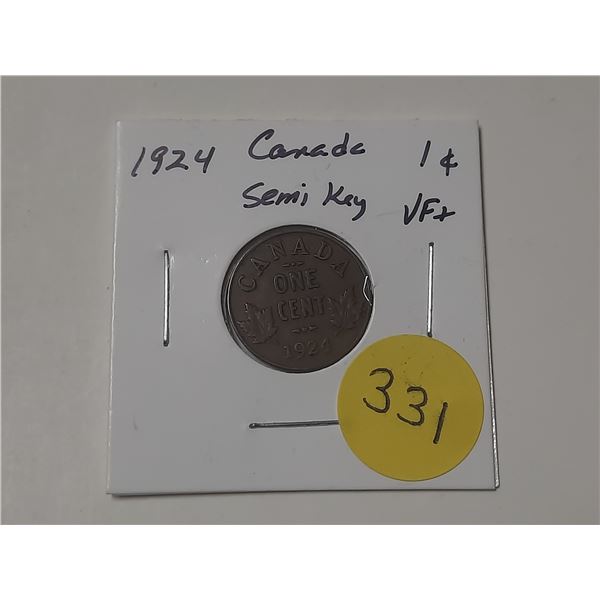 1924 Canada 1¢
Semi Key VF+
CANADA
ONE
CENT
1924
331